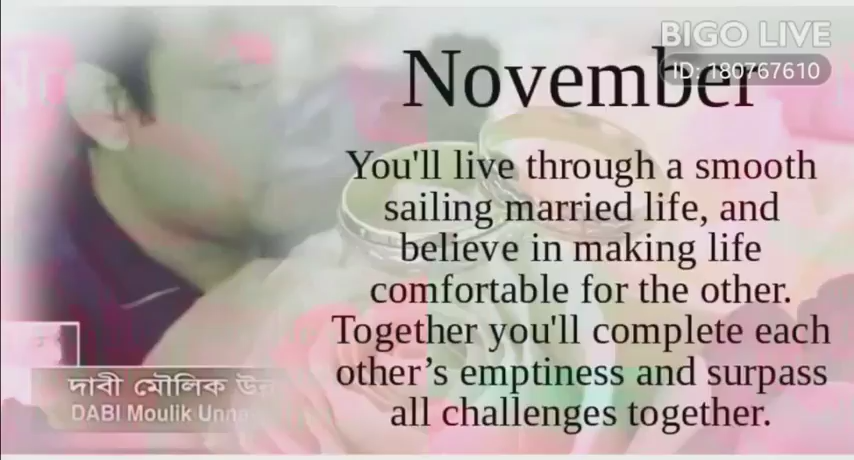 BIGO LIVE
ID: 180767610
November
You'll live through a smooth
sailing married life, and
believe in making life
comfortable for the other.
Together you'll complete each
other’s emptiness and surpass
all challenges together.
দাবী মৌলিক
DABI Moulik